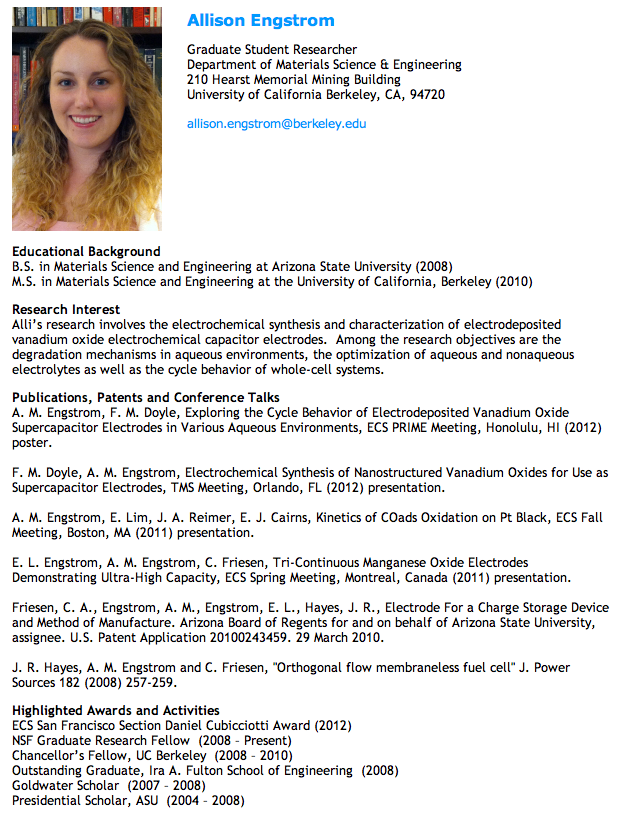 Allison Engstrom
Graduate Student Researcher
Department of Materials Science & Engineering
210 Hearst Memorial Mining Building
University of California Berkeley, CA, 94720
allison.engstrom@berkeley.edu
Educational Background
B.S. in Materials Science and Engineering at Arizona State University (2008)
M.S. in Materials Science and Engineering at the University of California, Berkeley (2010)
Research Interest
Alli’s research involves the electrochemical synthesis and characterization of electrodeposited
vanadium oxide electrochemical capacitor electrodes.  Among the research objectives are the
degradation mechanisms in aqueous environments, the optimization of aqueous and nonaqueous
electrolytes as well as the cycle behavior of whole-cell systems.
Publications, Patents and Conference Talks
A. M. Engstrom, F. M. Doyle, Exploring the Cycle Behavior of Electrodeposited Vanadium Oxide
Supercapacitor Electrodes in Various Aqueous Environments, ECS PRIME Meeting, Honolulu, HI (2012)
poster.
F. M. Doyle, A. M. Engstrom, Electrochemical Synthesis of Nanostructured Vanadium Oxides for Use as
Supercapacitor Electrodes, TMS Meeting, Orlando, FL (2012) presentation.
A. M. Engstrom, E. Lim, J. A. Reimer, E. J. Cairns, Kinetics of COads Oxidation on Pt Black, ECS Fall
Meeting, Boston, MA (2011) presentation.
E. L. Engstrom, A. M. Engstrom, C. Friesen, Tri-Continuous Manganese Oxide Electrodes
Demonstrating Ultra-High Capacity, ECS Spring Meeting, Montreal, Canada (2011) presentation.
Friesen, C. A., Engstrom, A. M., Engstrom, E. L., Hayes, J. R., Electrode For a Charge Storage Device
and Method of Manufacture. Arizona Board of Regents for and on behalf of Arizona State University,
assignee. U.S. Patent Application 20100243459. 29 March 2010.
J. R. Hayes, A. M. Engstrom and C. Friesen, "Orthogonal flow membraneless fuel cell" J. Power
Sources 182 (2008) 257-259.
Highlighted Awards and Activities
ECS San Francisco Section Daniel Cubicciotti Award (2012)
NSF Graduate Research Fellow  (2008 – Present)
Chancellor’s Fellow, UC Berkeley  (2008 – 2010)
Outstanding Graduate, Ira A. Fulton School of Engineering  (2008)
Goldwater Scholar  (2007 – 2008)
Presidential Scholar, ASU  (2004 – 2008)